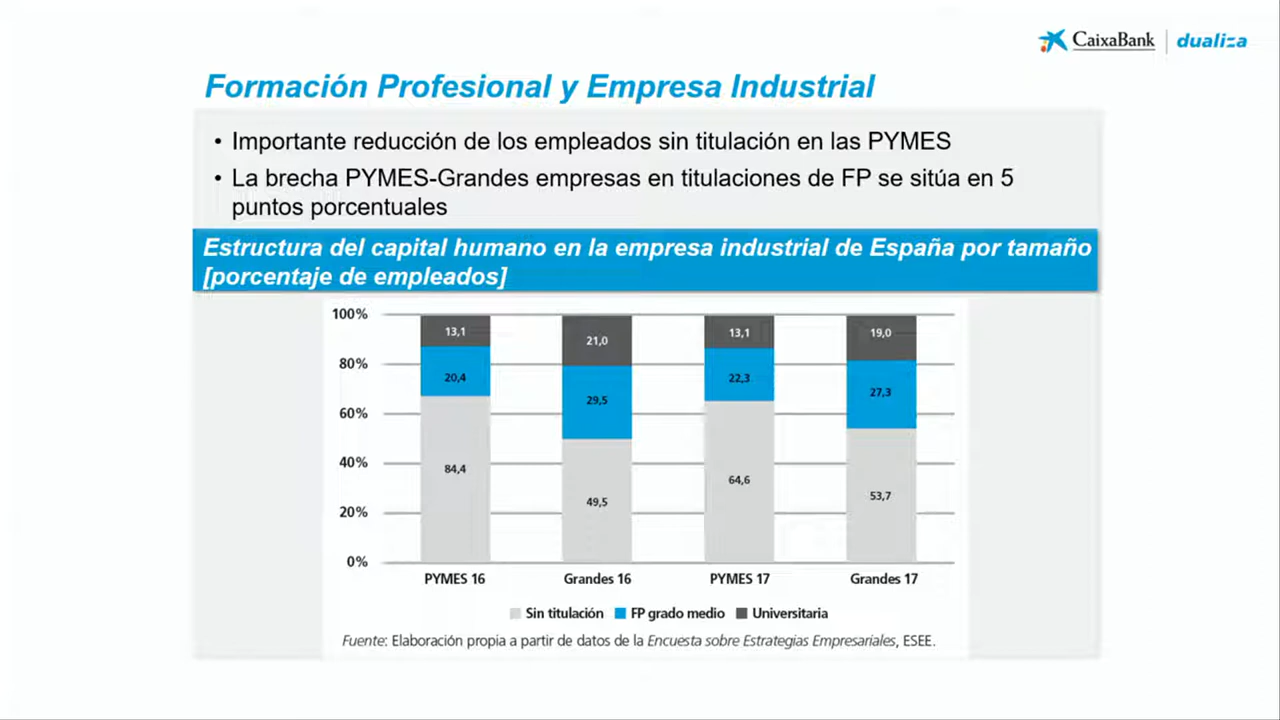 CaixaBank | dualiza
Formación Profesional y Empresa Industrial
• Importante reducción de los empleados sin titulación en las PYMES
• La brecha PYMES-Grandes empresas en titulaciones de FP se sitúa en 5
puntos porcentuales
Estructura del capital humano en la empresa industrial de España por tamaño
[porcentaje de empleados]
100%
80%
60%
40%
20%
0%
13,1
20,4
84,4
21,0
29,5
49,5
13,1
22,3
64,6
19,0
27,3
53,7
PYMES 16
Grandes 16
PYMES 17
Grandes 17
Sin titulación FP grado medio Universitaria
Fuente: Elaboración propia a partir de datos de la Encuesta sobre Estrategias Empresariales, ESEE.